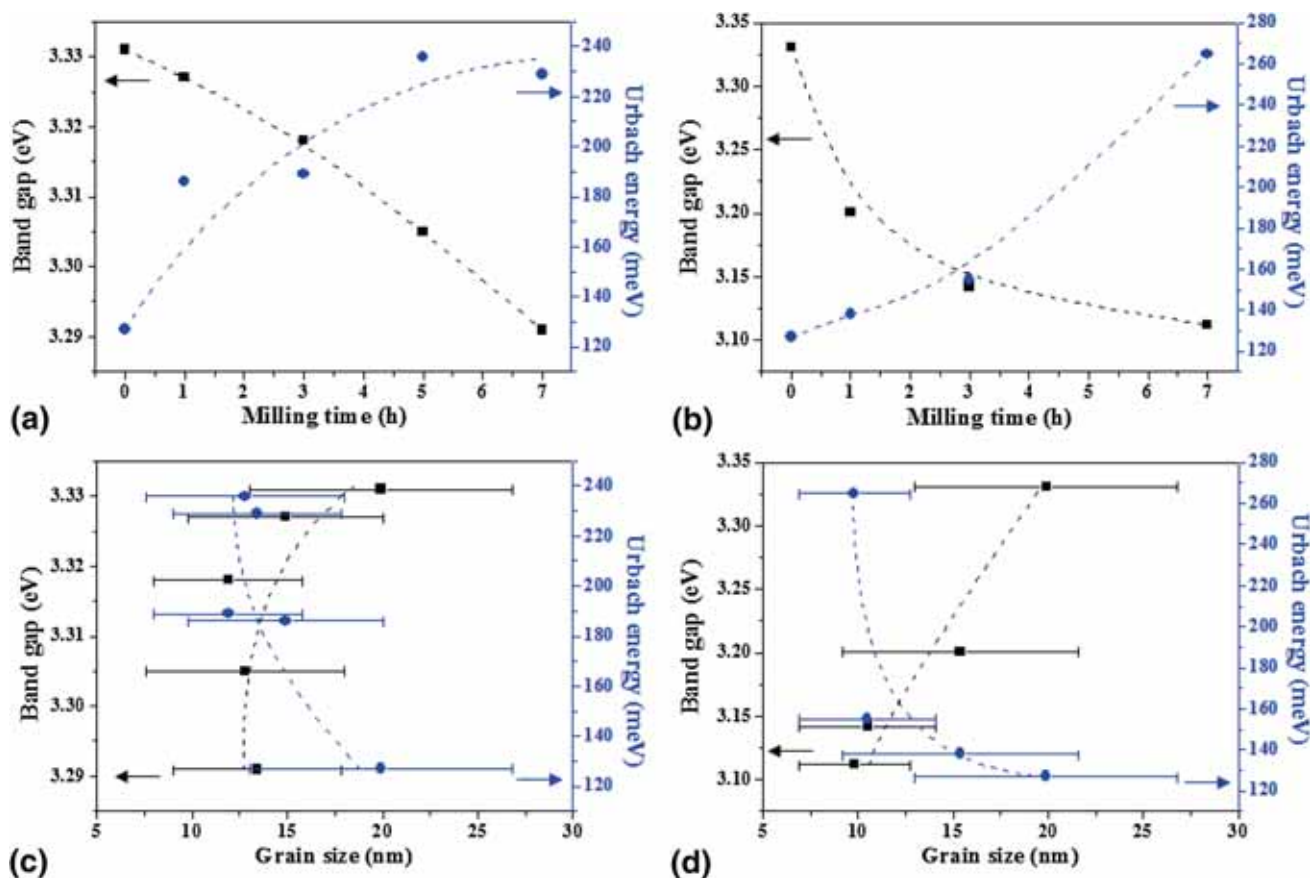 3.33
3.32
3.31
3.30
3.29
Band gap (eV)
240
220
200
180
160
140
120
Urbach energy (meV)
0 1 2 3 4 5 6 7
Milling time (h)
(a)
3.35
3.30
3.25
3.20
3.15
3.10
Band gap (eV)
280
260
240
220
200
180
160
140
120
Urbach energy (meV)
0 1 2 3 4 5 6 7
Milling time (h)
(b)
3.33
3.32
3.31
3.30
3.29
Band gap (eV)
240
220
200
180
160
140
120
Urbach energy (meV)
5 10 15 20 25 30
Grain size (nm)
(c)
3.35
3.30
3.25
3.20
3.15
3.10
Band gap (eV)
280
260
240
220
200
180
160
140
120
Urbach energy (meV)
5 10 15 20 25 30
Grain size (nm)
(d)